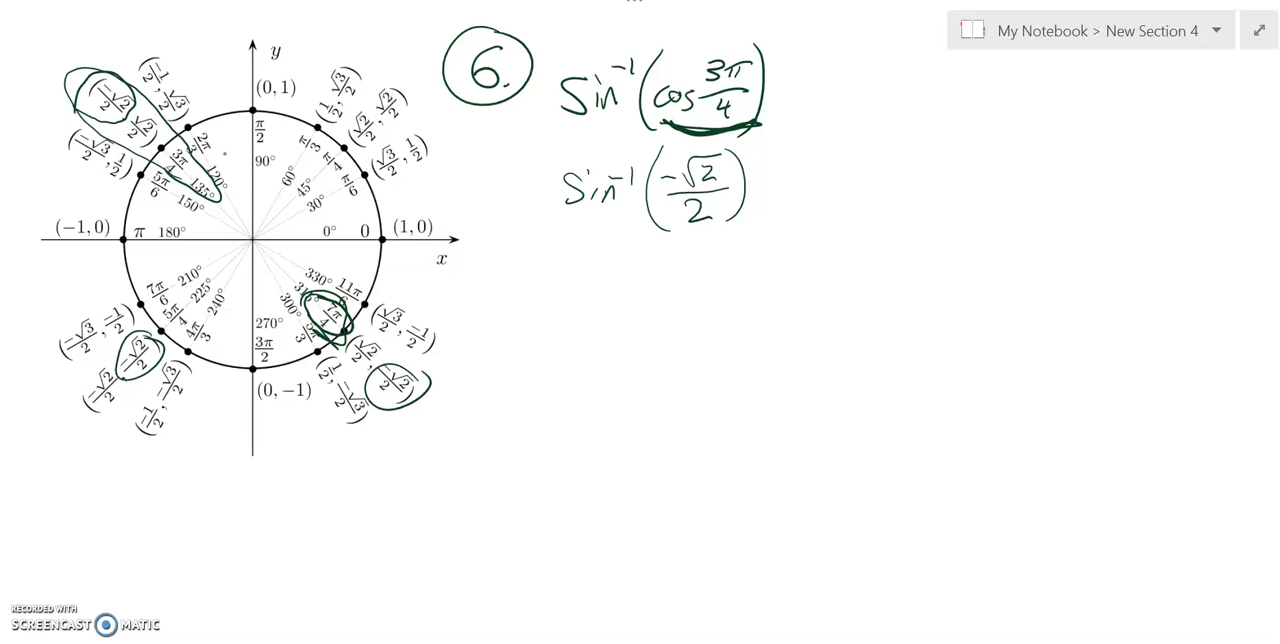 My Notebook > New Section 4
6.
sin⁻¹(cos 3π/4)
sin⁻¹(-√2/2)
y
(0, 1)
(-1/2, √3/2)
(1/2, √3/2)
(-√2/2, √2/2)
(√2/2, √2/2)
(-√3/2, 1/2)
(√3/2, 1/2)
π/2
90°
2π/3
120°
π/3
60°
3π/4
135°
π/4
45°
5π/6
150°
π/6
30°
(-1, 0)
π
180°
0°
0
(1, 0)
x
7π/6
210°
330°
11π/6
5π/4
225°
315°
7π/4
4π/3
240°
300°
5π/3
270°
3π/2
(-√3/2, -1/2)
(√3/2, -1/2)
(-√2/2, -√2/2)
(√2/2, -√2/2)
(-1/2, -√3/2)
(0, -1)
(1/2, -√3/2)
RECORDED WITH
SCREENCAST MATIC